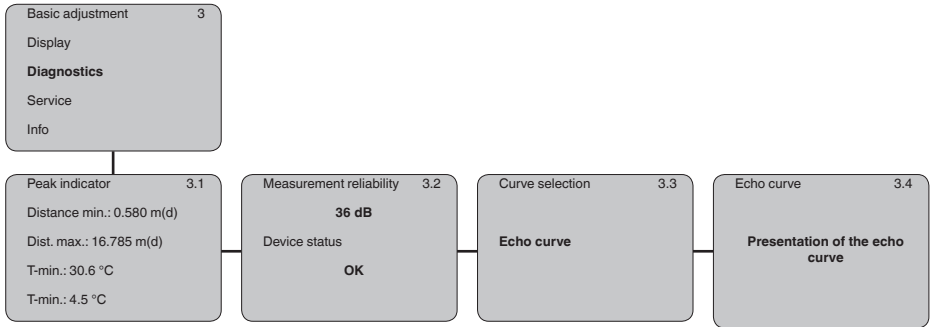 Basic adjustment 3
Display
Diagnostics
Service
Info
Peak indicator 3.1
Distance min.: 0.580 m(d)
Dist. max.: 16.785 m(d)
T-min.: 30.6 °C
T-min.: 4.5 °C
Measurement reliability 3.2
36 dB
Device status
OK
Curve selection 3.3
Echo curve
Echo curve 3.4
Presentation of the echo
curve